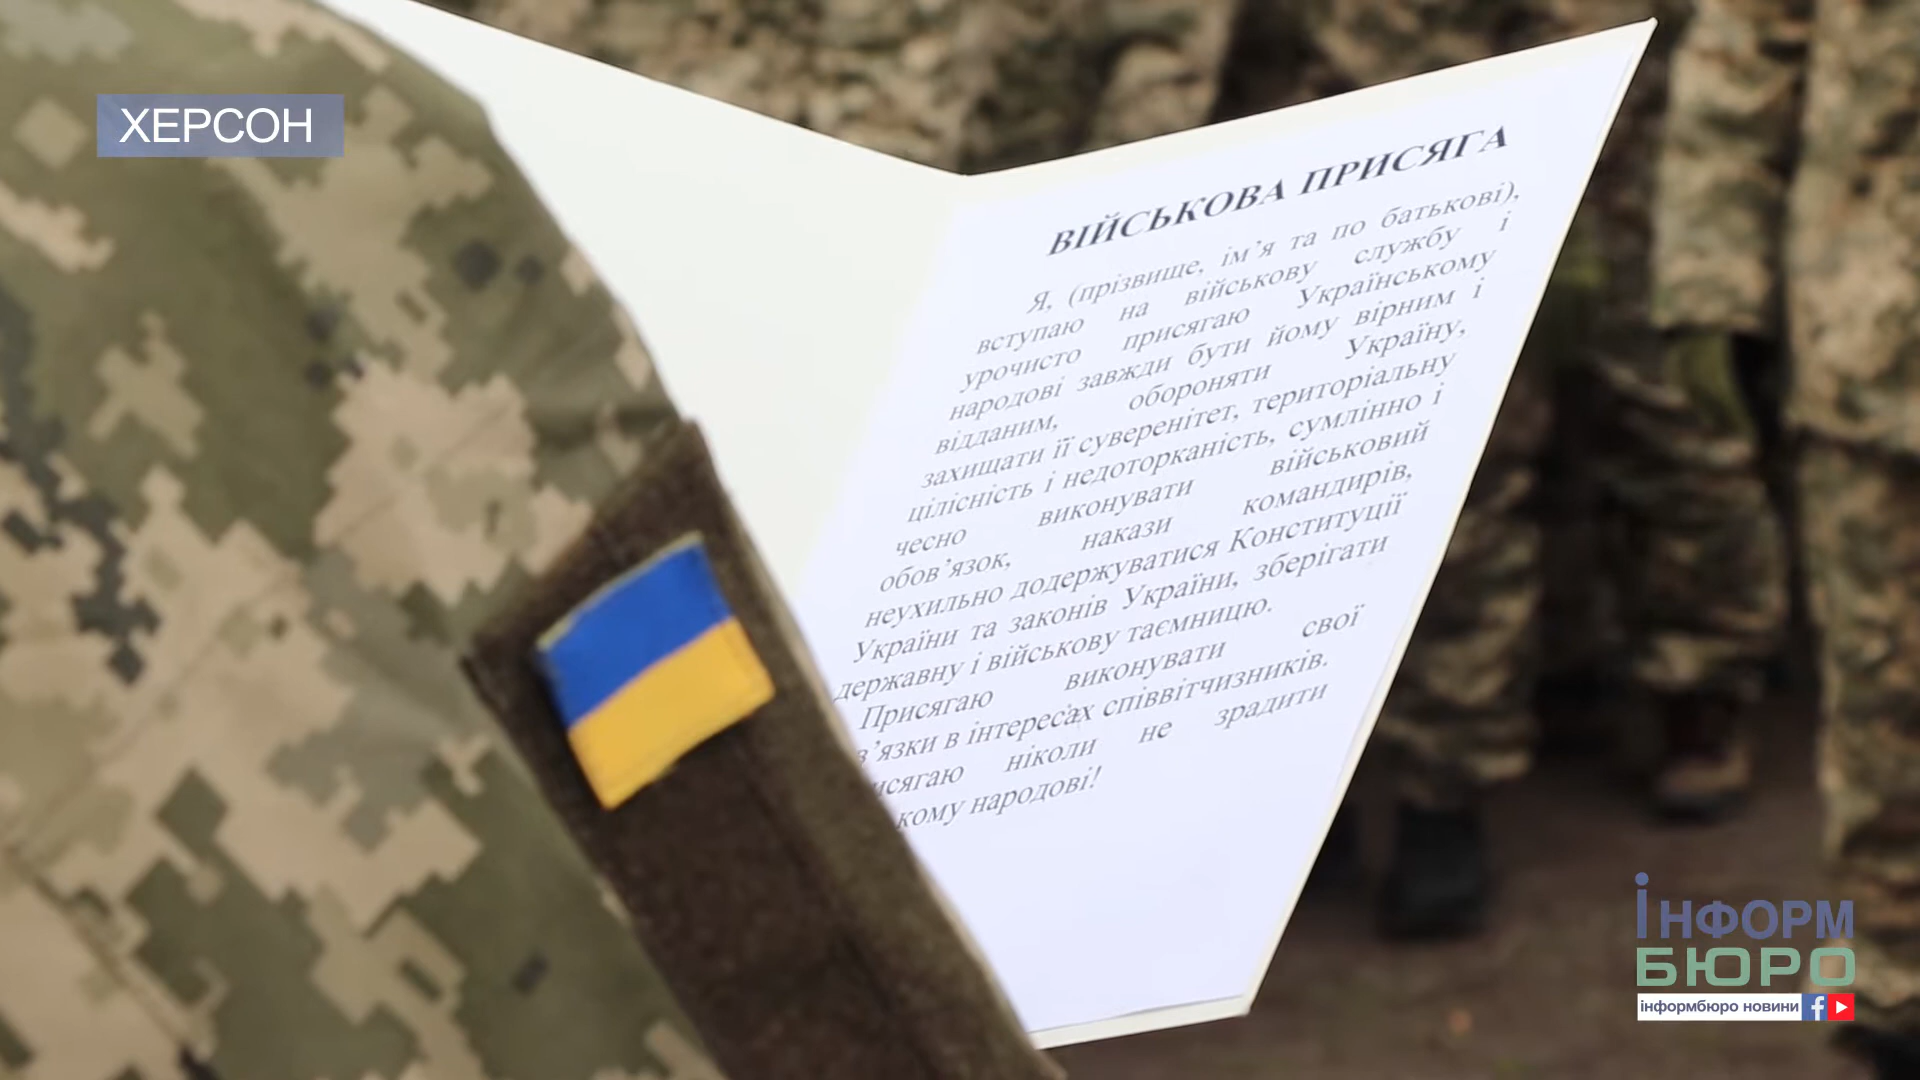 ХЕРСОН
ВІЙСЬКОВА ПРИСЯГА
Я, (прізвище, ім’я та по батькові),
вступаю на військову службу і
урочисто присягаю Українському
народові завжди бути йому вірним і
відданим, обороняти Україну,
захищати її суверенітет, територіальну
цілісність і недоторканість, сумлінно і
чесно виконувати військовий
обов’язок, накази командирів,
неухильно додержуватися Конституції
України та законів України, зберігати
державну і військову таємницю.
Присягаю виконувати свої
в’язки в інтересах співвітчизників.
исягаю ніколи не зрадити
кому народові!
інформ
БЮРО
інформбюро новини